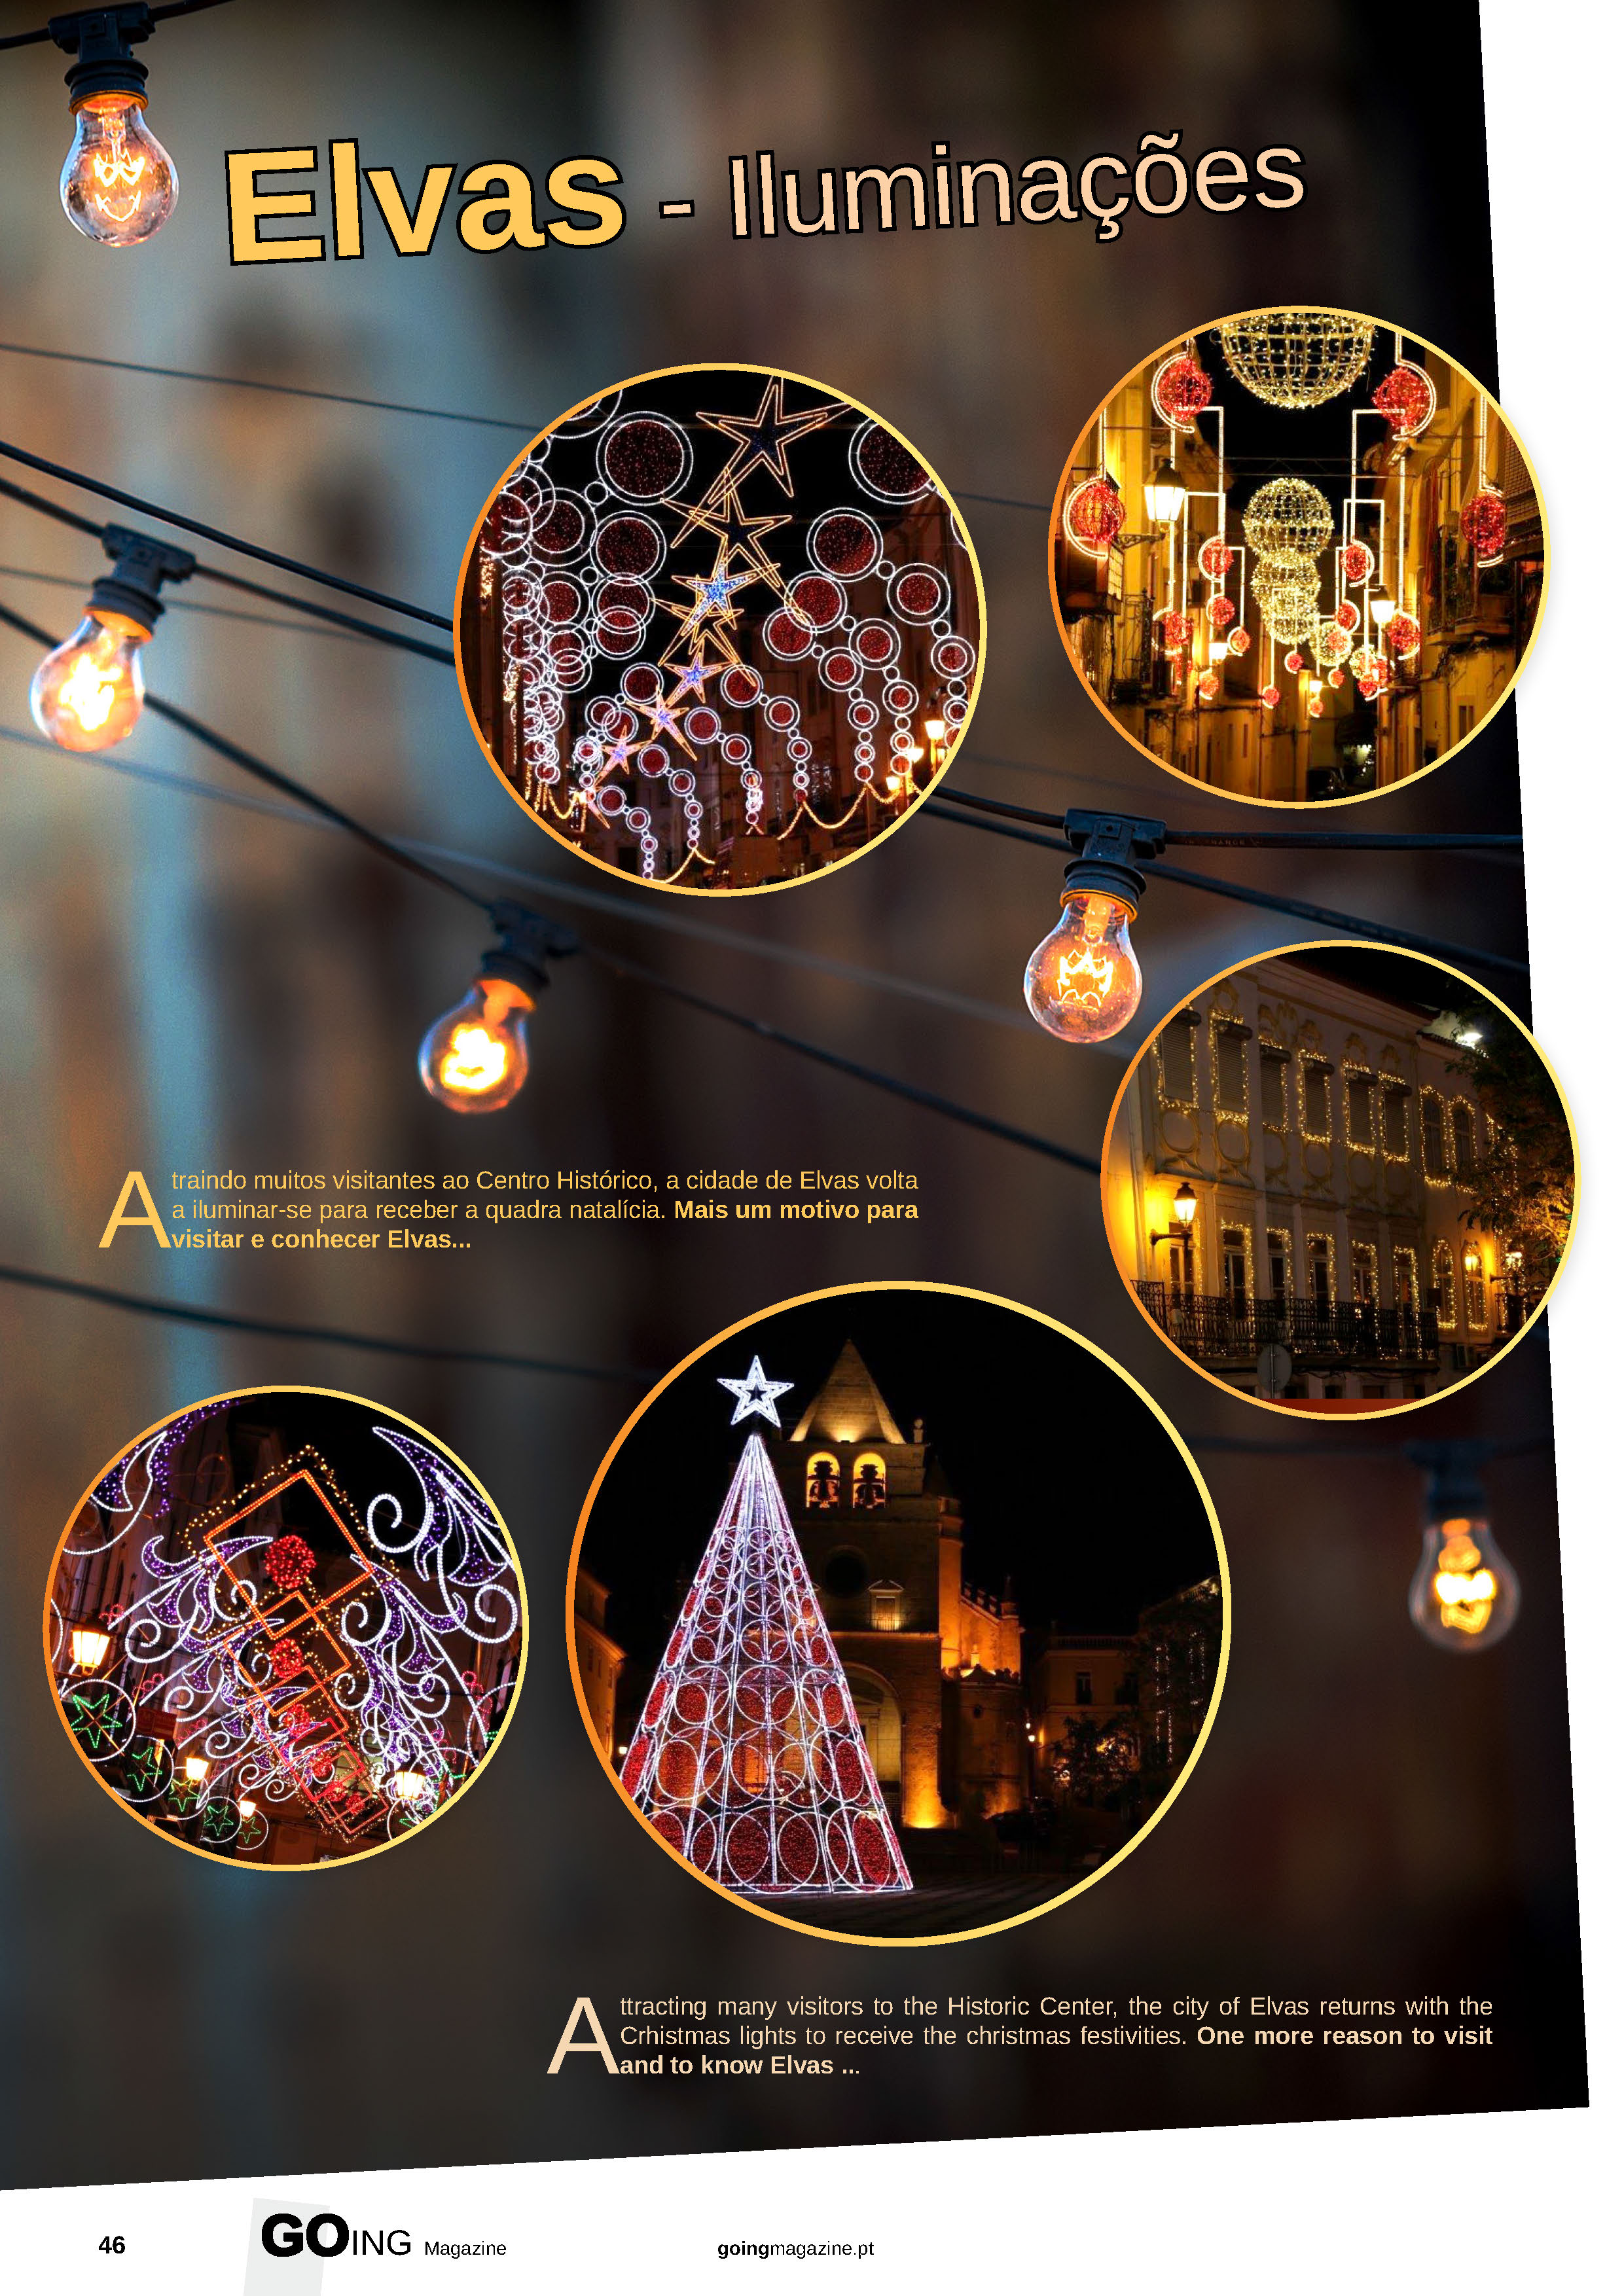 Elvas - Iluminações
Atraindo muitos visitantes ao Centro Histórico, a cidade de Elvas volta
a iluminar-se para receber a quadra natalícia. Mais um motivo para
visitar e conhecer Elvas...
Attracting many visitors to the Historic Center, the city of Elvas returns with the
Crhistmas lights to receive the christmas festivities. One more reason to visit
and to know Elvas ...
46
GOING Magazine
goingmagazine.pt